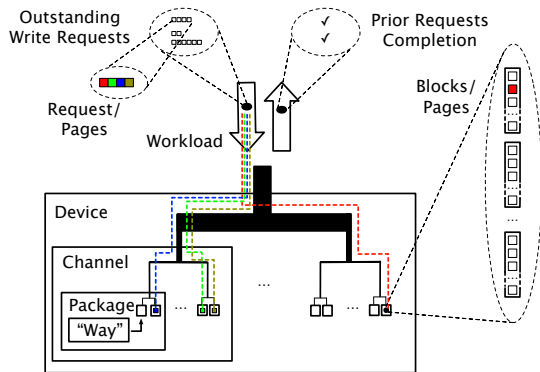 Outstanding
Write Requests
Prior Requests
Completion
Request/
Pages
Blocks/
Pages
Workload
Device
Channel
Package
"Way"
...
...
...
...
...
...
...